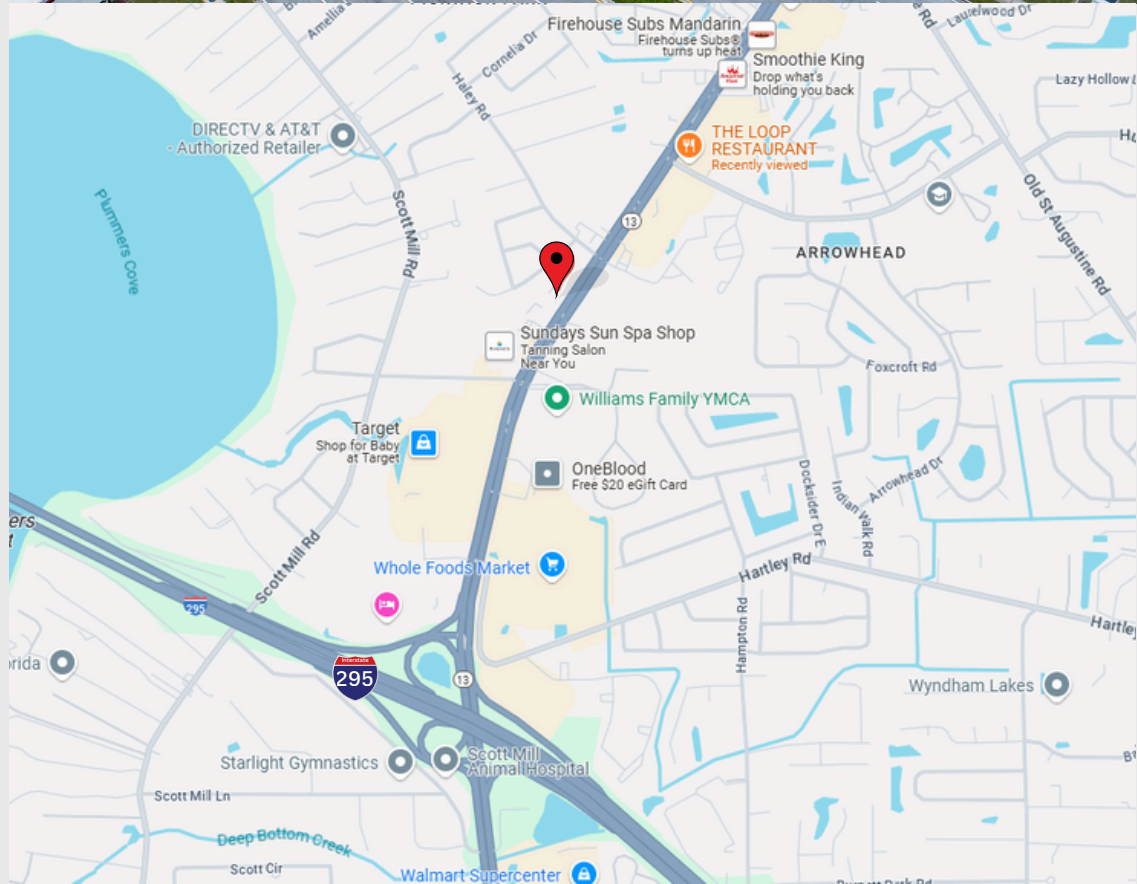 Firehouse Subs Mandarin
Firehouse Subs®
turns up heat
Laurelwood Dr
Amellia
Cornelia Dr
Smoothie King
Drop what's
holding you back
Haley Rd
Lazy Hollow
DIRECTV & AT&T
- Authorized Retailer
THE LOOP
RESTAURANT
Recently viewed
Plummers Cove
Scott Mill Rd
Old St Augustine Rd
13
ARROWHEAD
Sundays Sun Spa Shop
Tanning Salon
Near You
Foxcroft Rd
Williams Family YMCA
Target
Shop for Baby
at Target
OneBlood
Free $20 eGift Card
Docksider Dr E
Indian Walk Rd
Arrowhead Dr
ers
t
Scott Mill Rd
Whole Foods Market
Hartley Rd
295
Hampton Rd
Hartley
orida
Interstate
295
13
Wyndham Lakes
Starlight Gymnastics
Scott Mill
Animal Hospital
Scott Mill Ln
Deep Bottom Creek
Scott Cir
Walmart Supercenter